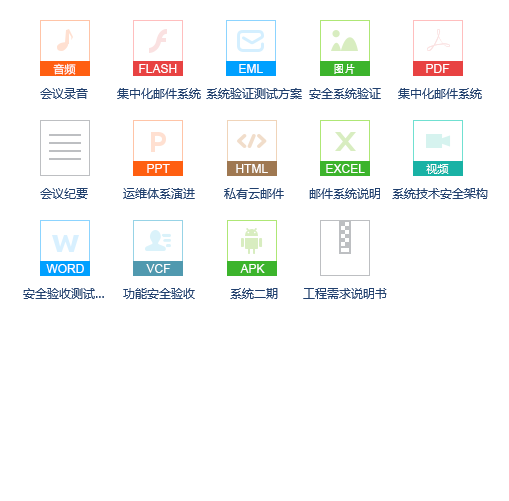 音频 FLASH EML 图片 PDF
会议录音 集中化邮件系统 系统验证测试方案 安全系统验证 集中化邮件系统
P X
PPT HTML EXCEL 视频
会议纪要 运维体系演进 私有云邮件 邮件系统说明 系统技术安全架构
W
WORD VCF APK
安全验收测试... 功能安全验收 系统二期 工程需求说明书